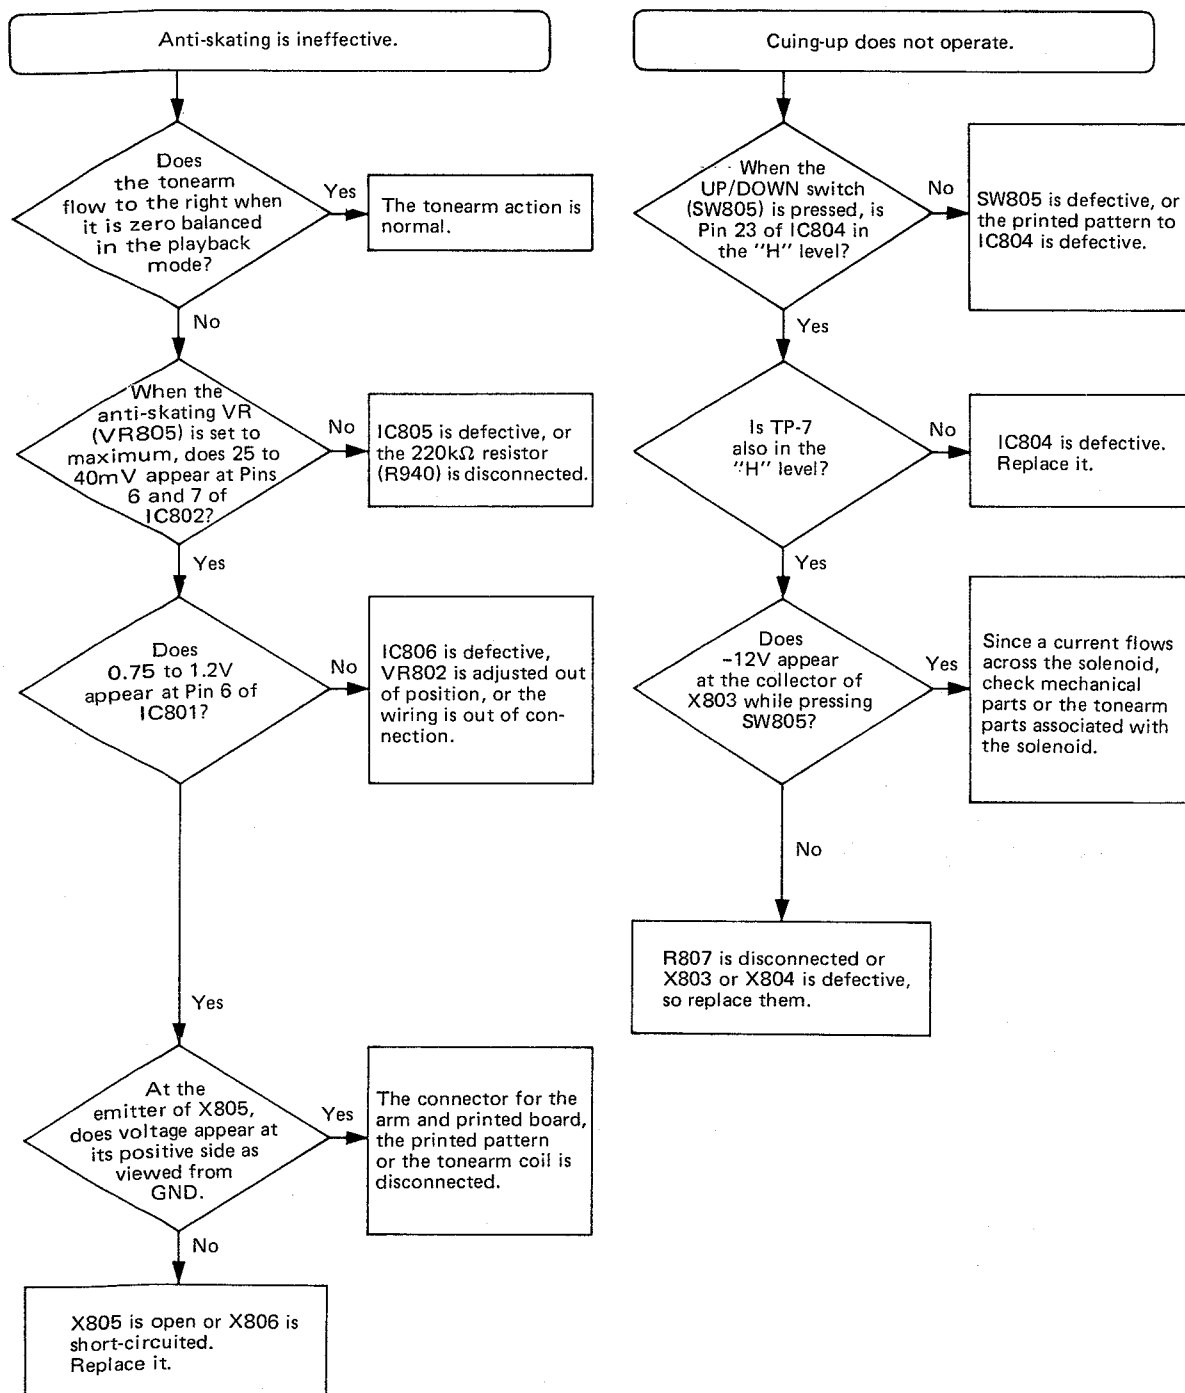 Anti-skating is ineffective.
Does
the tonearm
flow to the right when
it is zero balanced
in the playback
mode?
Yes
The tonearm action is
normal.
No
When the
anti-skating VR
(VR805) is set to
maximum, does 25 to
40mV appear at Pins
6 and 7 of
IC802?
No
IC805 is defective, or
the 220kΩ resistor
(R940) is disconnected.
Yes
Does
0.75 to 1.2V
appear at Pin 6 of
IC801?
No
IC806 is defective,
VR802 is adjusted out
of position, or the
wiring is out of con-
nection.
Yes
At the
emitter of X805,
does voltage appear at
its positive side as
viewed from
GND.
Yes
The connector for the
arm and printed board,
the printed pattern
or the tonearm coil is
disconnected.
No
X805 is open or X806 is
short-circuited.
Replace it.
Cuing-up does not operate.
When the
UP/DOWN switch
(SW805) is pressed, is
Pin 23 of IC804 in
the "H" level?
No
SW805 is defective, or
the printed pattern to
IC804 is defective.
Yes
Is TP-7
also in the
"H" level?
No
IC804 is defective.
Replace it.
Yes
Does
-12V appear
at the collector of
X803 while pressing
SW805?
Yes
Since a current flows
across the solenoid,
check mechanical
parts or the tonearm
parts associated with
the solenoid.
No
R807 is disconnected or
X803 or X804 is defective,
so replace them.